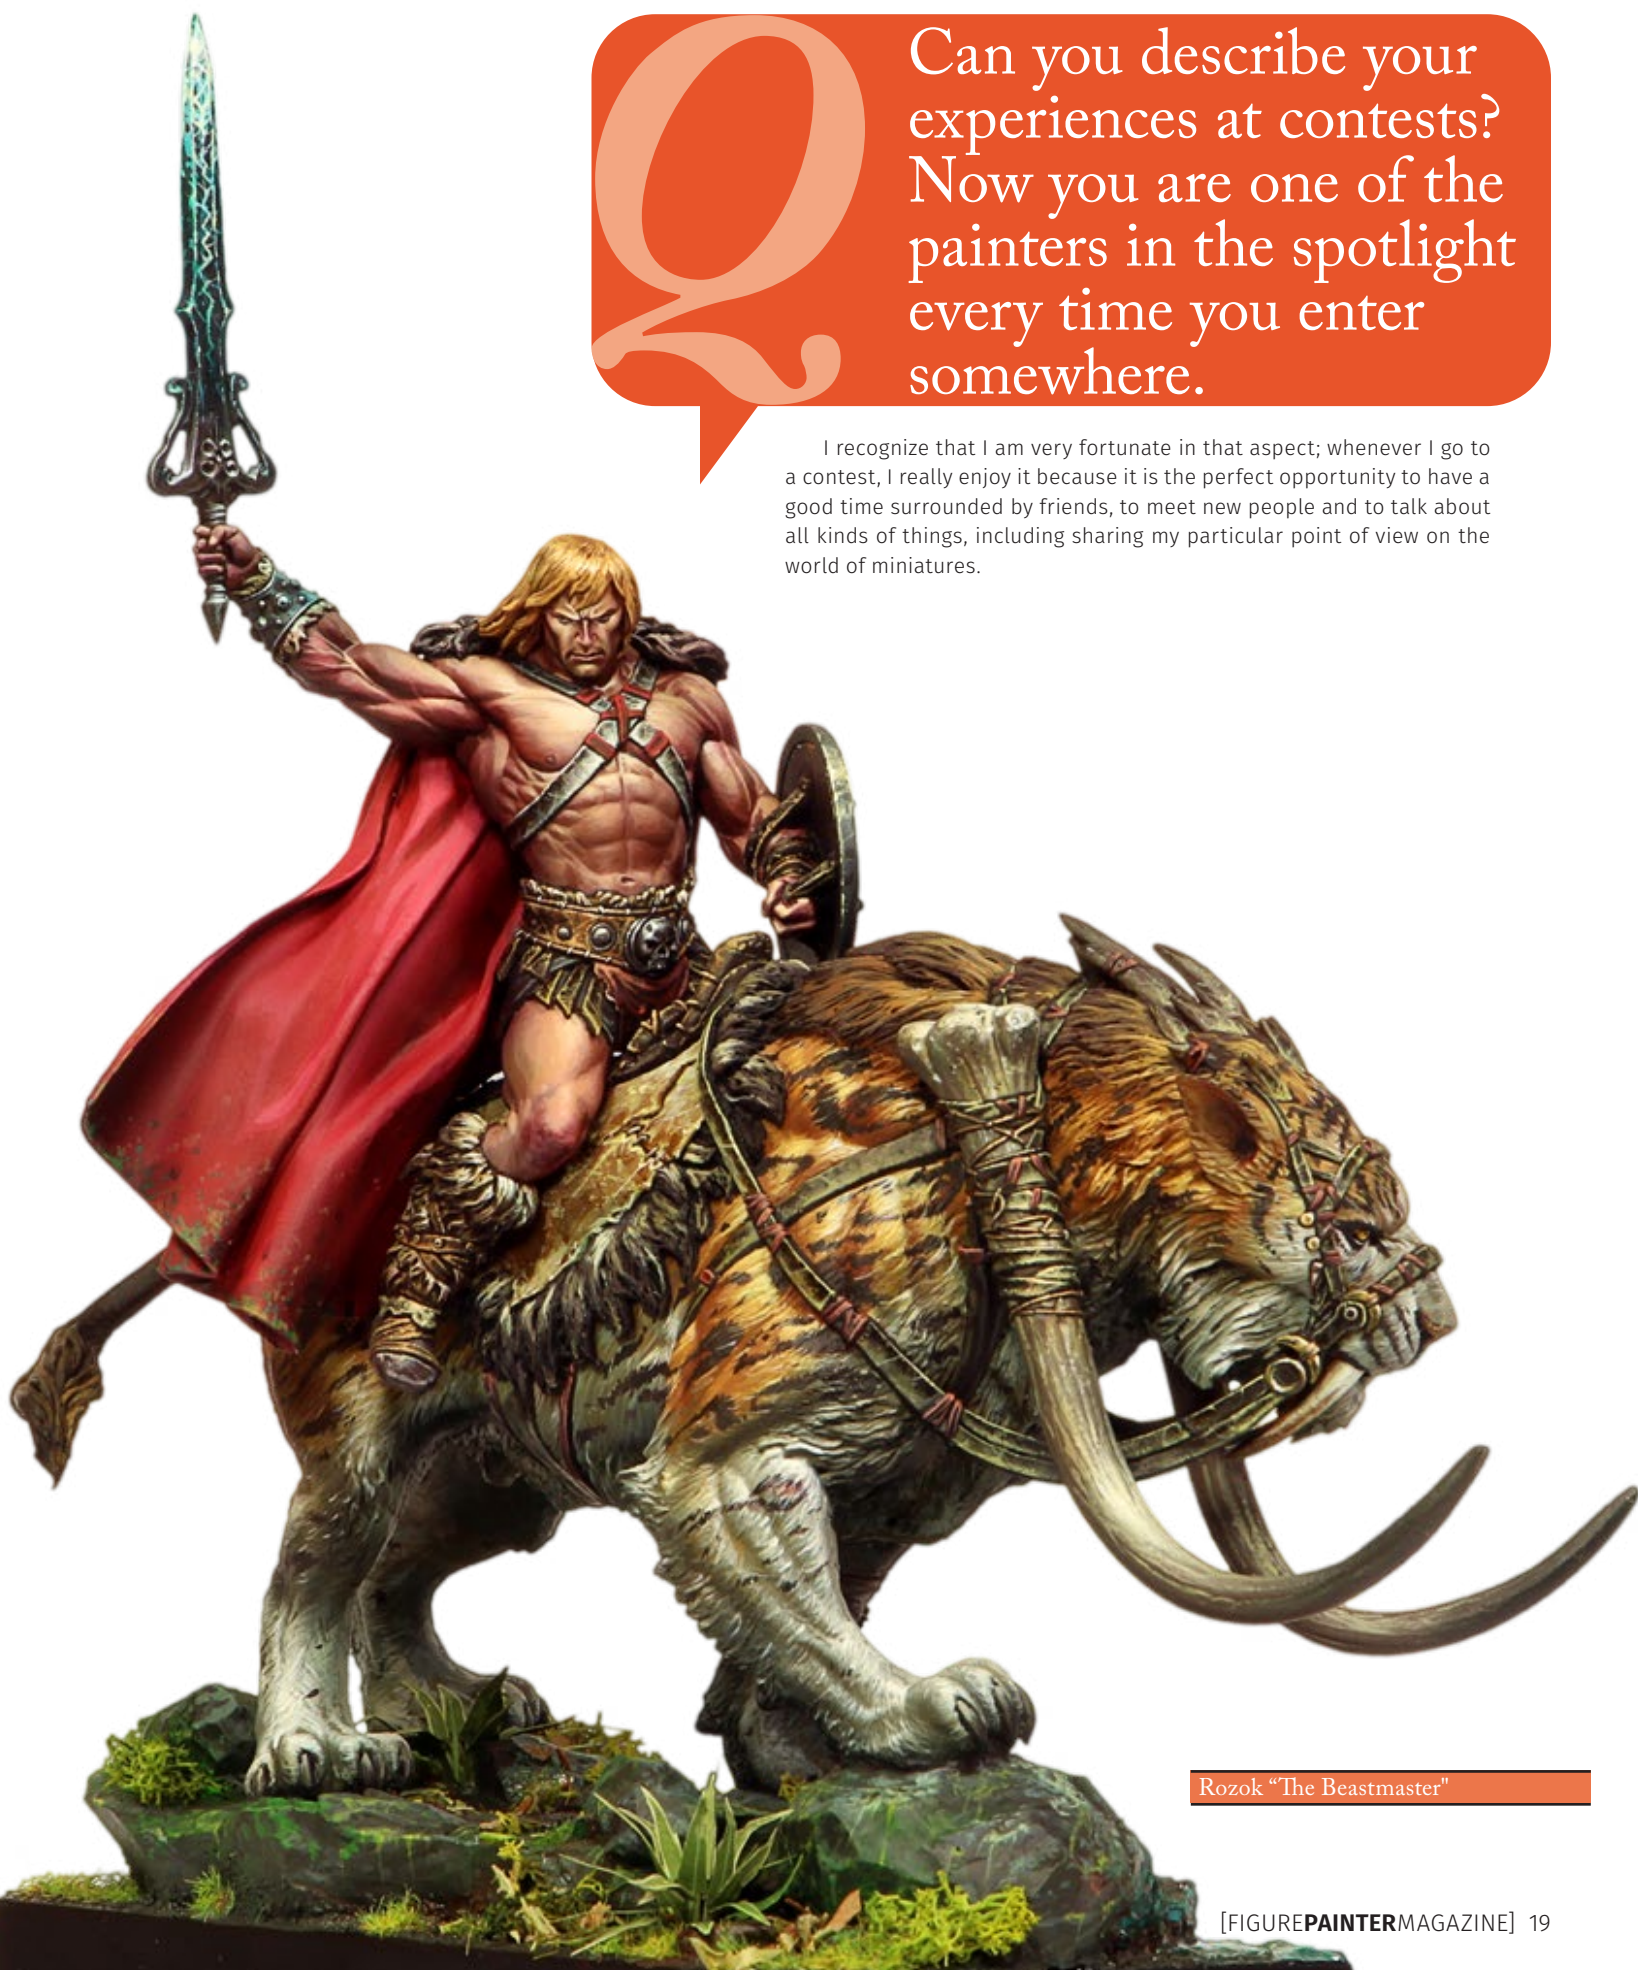 Q
Can you describe your
experiences at contests?
Now you are one of the
painters in the spotlight
every time you enter
somewhere.
I recognize that I am very fortunate in that aspect; whenever I go to
a contest, I really enjoy it because it is the perfect opportunity to have a
good time surrounded by friends, to meet new people and to talk about
all kinds of things, including sharing my particular point of view on the
world of miniatures.
Rozok “The Beastmaster"
[FIGUREPAINTERMAGAZINE] 19